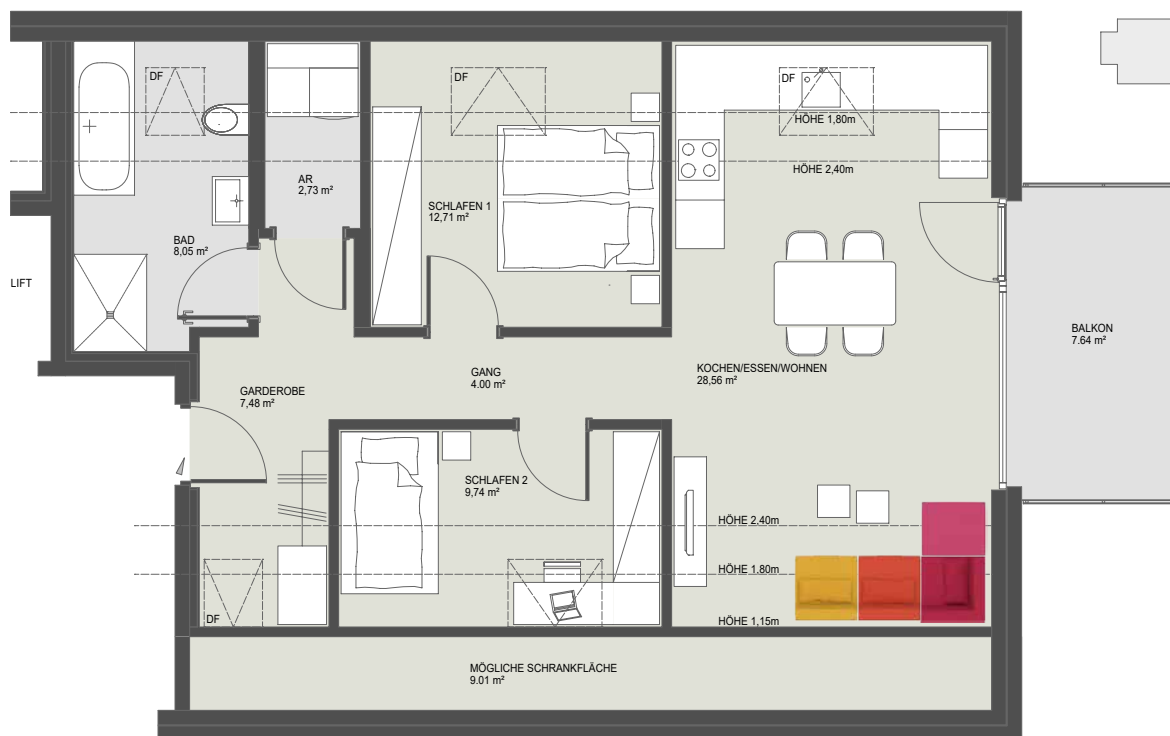 DF
DF
DF
HÖHE 1,80m
HÖHE 2,40m
AR
2,73 m²
SCHLAFEN 1
12,71 m²
BAD
8,05 m²
LIFT
BALKON
7.64 m²
GANG
4.00 m²
KOCHEN/ESSEN/WOHNEN
28,56 m²
GARDEROBE
7,48 m²
SCHLAFEN 2
9,74 m²
HÖHE 2.40m
HÖHE 1.80m
DF
HÖHE 1,15m
MÖGLICHE SCHRANKFLÄCHE
9.01 m²